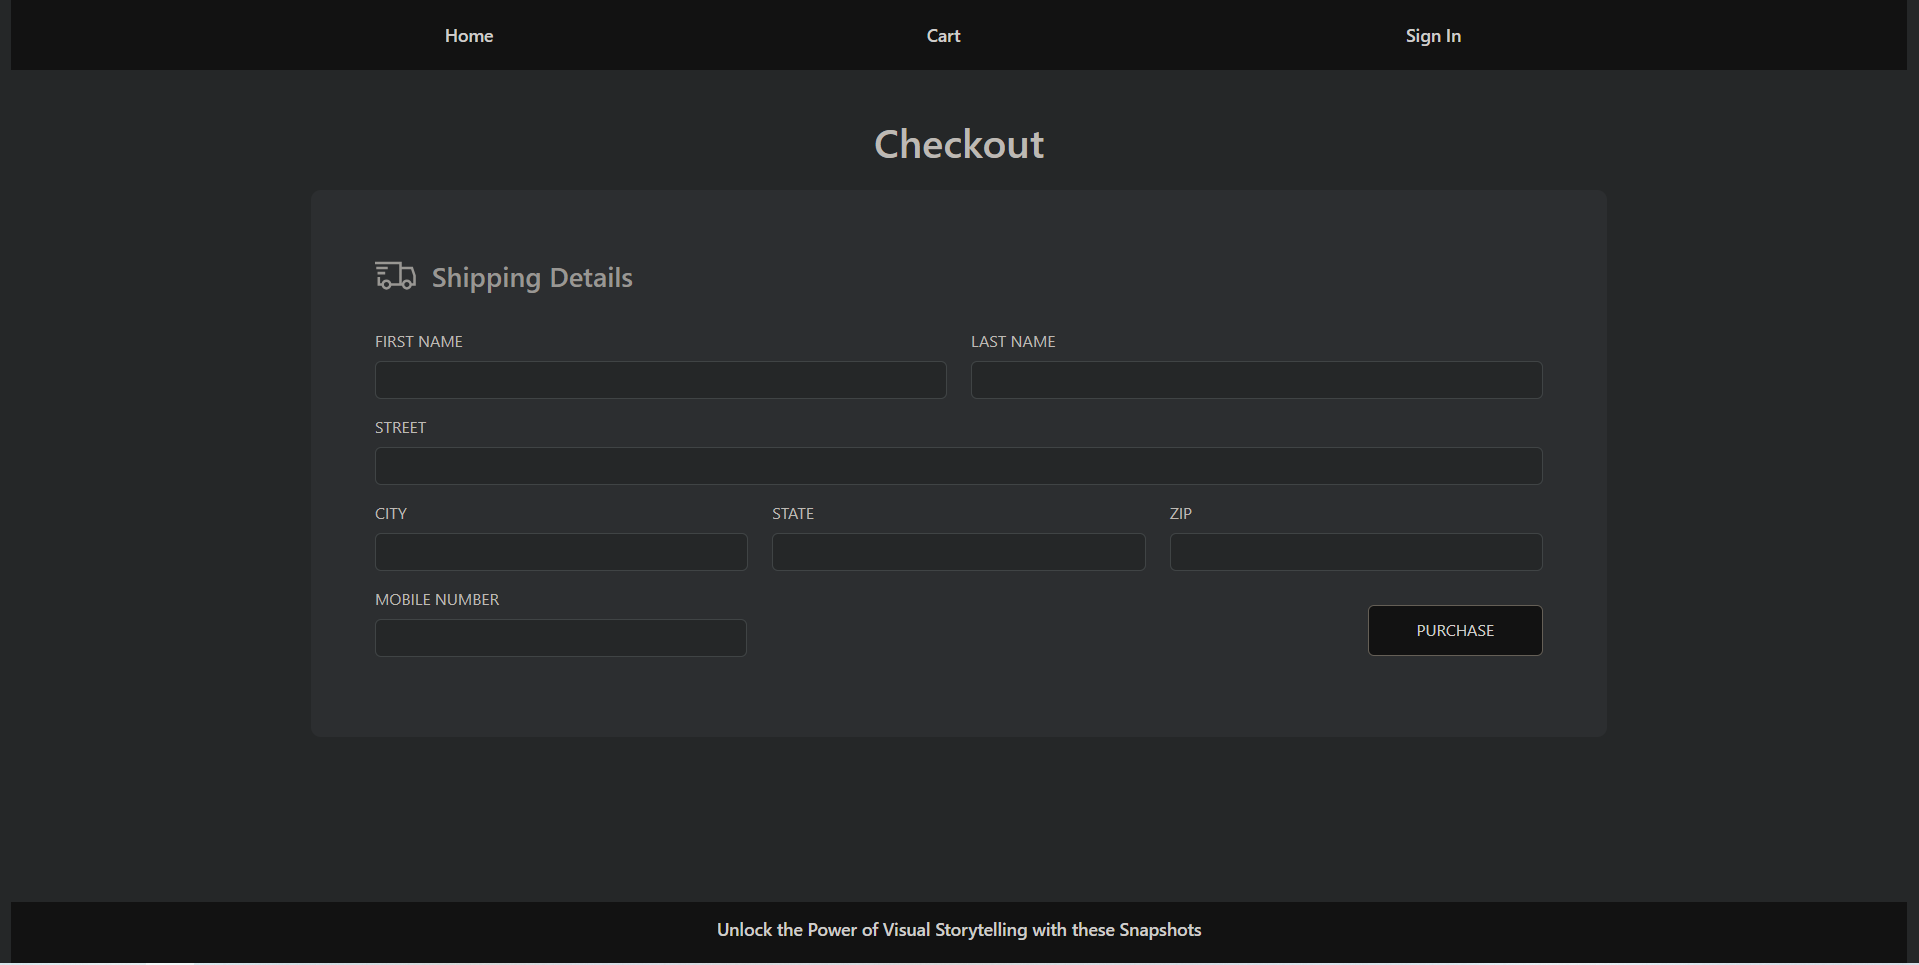 Home Cart Sign In
Checkout
Shipping Details
FIRST NAME LAST NAME
STREET
CITY STATE ZIP
MOBILE NUMBER
PURCHASE
Unlock the Power of Visual Storytelling with these Snapshots